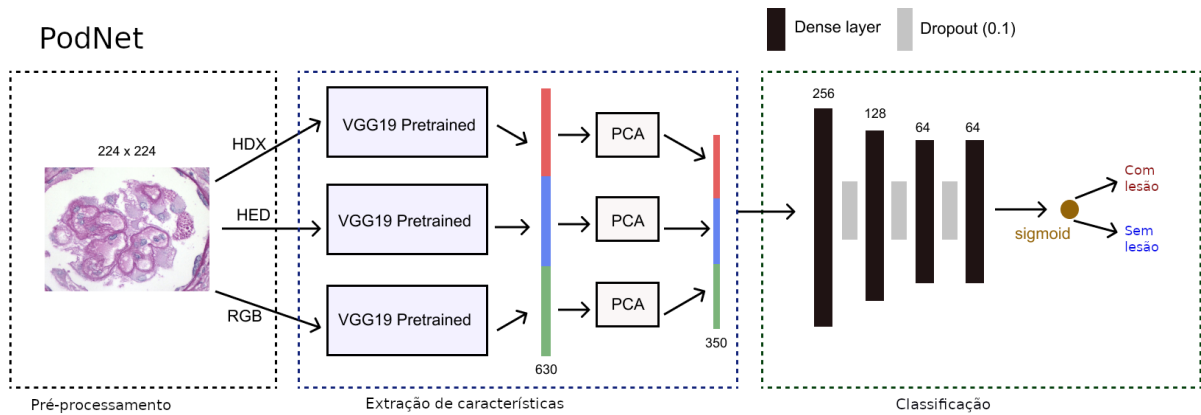 PodNet
Dense layer
Dropout (0.1)
224 x 224
HDX
HED
RGB
Pré-processamento
VGG19 Pretrained
VGG19 Pretrained
VGG19 Pretrained
630
PCA
PCA
PCA
350
Extração de características
256
128
64
64
sigmoid
Com
lesão
Sem
lesão
Classificação